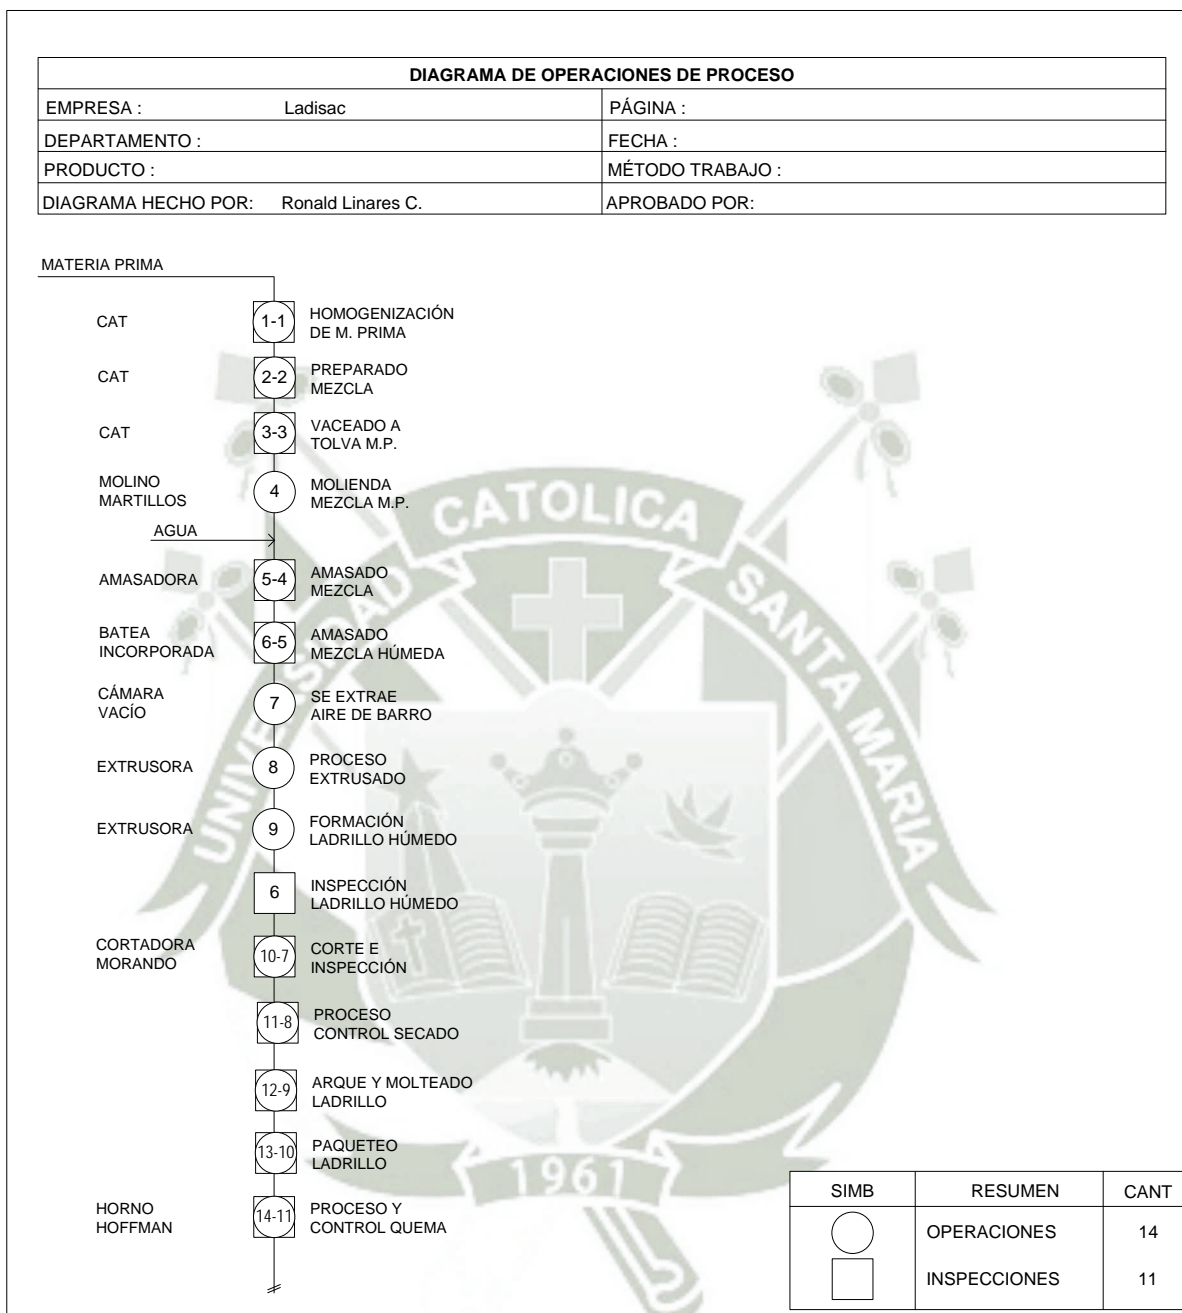 DIAGRAMA DE OPERACIONES DE PROCESO
EMPRESA : Ladisac PÁGINA :
DEPARTAMENTO : FECHA :
PRODUCTO : MÉTODO TRABAJO :
DIAGRAMA HECHO POR: Ronald Linares C. APROBADO POR:
MATERIA PRIMA
CAT 1-1 HOMOGENIZACIÓN
DE M. PRIMA
CAT 2-2 PREPARADO
MEZCLA
CAT 3-3 VACEADO A
TOLVA M.P.
MOLINO 4 MOLIENDA
MARTILLOS MEZCLA M.P.
AGUA
AMASADORA 5-4 AMASADO
MEZCLA
BATEA 6-5 AMASADO
INCORPORADA MEZCLA HÚMEDA
CÁMARA 7 SE EXTRAE
VACÍO AIRE DE BARRO
EXTRUSORA 8 PROCESO
EXTRUSADO
EXTRUSORA 9 FORMACIÓN
LADRILLO HÚMEDO
6 INSPECCIÓN
LADRILLO HÚMEDO
CORTADORA 10-7 CORTE E
MORANDO INSPECCIÓN
11-8 PROCESO
CONTROL SECADO
12-9 ARQUE Y MOLTEADO
LADRILLO
13-10 PAQUETEO
LADRILLO
HORNO 14-11 PROCESO Y
HOFFMAN CONTROL QUEMA
SIMB RESUMEN CANT
OPERACIONES 14
INSPECCIONES 11
UNIVERSIDAD CATOLICA SANTA MARIA
1961